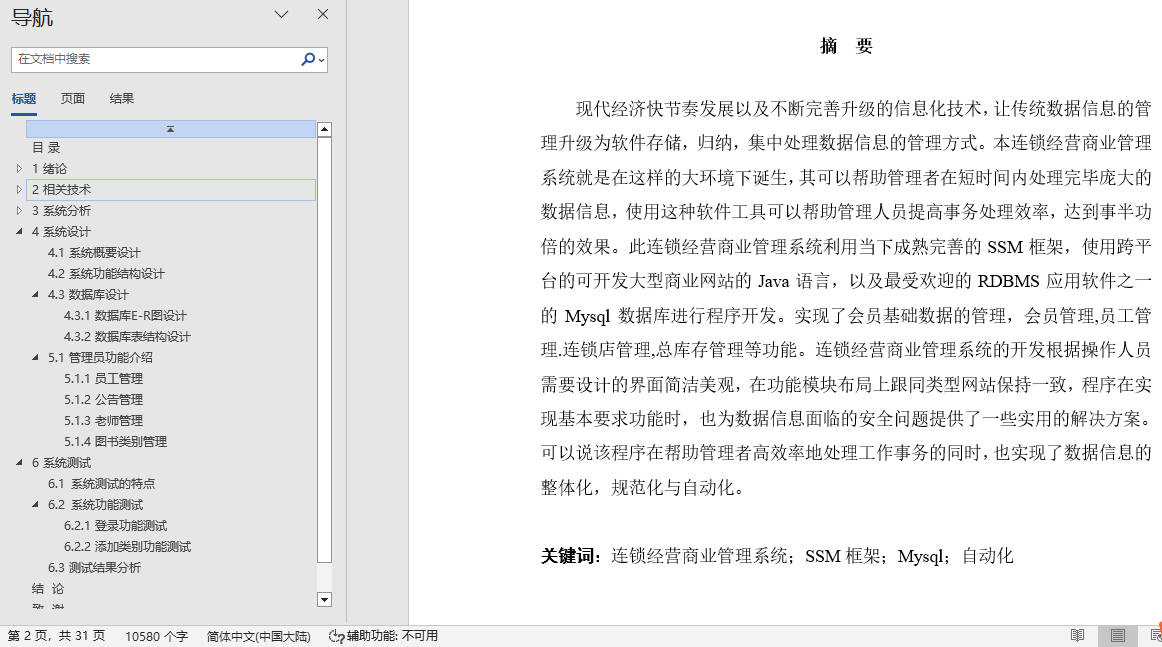 导航
在文档中搜索
标题 页面 结果
目 录
1 绪论
2 相关技术
3 系统分析
4 系统设计
4.1 系统概要设计
4.2 系统功能结构设计
4.3 数据库设计
4.3.1 数据库E-R图设计
4.3.2 数据库表结构设计
5.1 管理员功能介绍
5.1.1 员工管理
5.1.2 公告管理
5.1.3 老师管理
5.1.4 图书类别管理
6 系统测试
6.1 系统测试的特点
6.2 系统功能测试
6.2.1 登录功能测试
6.2.2 添加类别功能测试
6.3 测试结果分析
结 论
致 谢
摘 要
现代经济快节奏发展以及不断完善升级的信息化技术，让传统数据信息的管
理升级为软件存储，归纳，集中处理数据信息的管理方式。本连锁经营商业管理
系统就是在这样的大环境下诞生，其可以帮助管理者在短时间内处理完毕庞大的
数据信息，使用这种软件工具可以帮助管理人员提高事务处理效率，达到事半功
倍的效果。此连锁经营商业管理系统利用当下成熟完善的 SSM 框架，使用跨平
台的可开发大型商业网站的 Java 语言，以及最受欢迎的 RDBMS 应用软件之一
的 Mysql 数据库进行程序开发。实现了会员基础数据的管理，会员管理,员工管
理.连锁店管理,总库存管理等功能。连锁经营商业管理系统的开发根据操作人员
需要设计的界面简洁美观，在功能模块布局上跟同类型网站保持一致，程序在实
现基本要求功能时，也为数据信息面临的安全问题提供了一些实用的解决方案。
可以说该程序在帮助管理者高效率地处理工作事务的同时，也实现了数据信息的
整体化，规范化与自动化。
关键词：连锁经营商业管理系统；SSM 框架；Mysql；自动化
第 2 页，共 31 页 10580 个字 简体中文(中国大陆) 辅助功能: 不可用